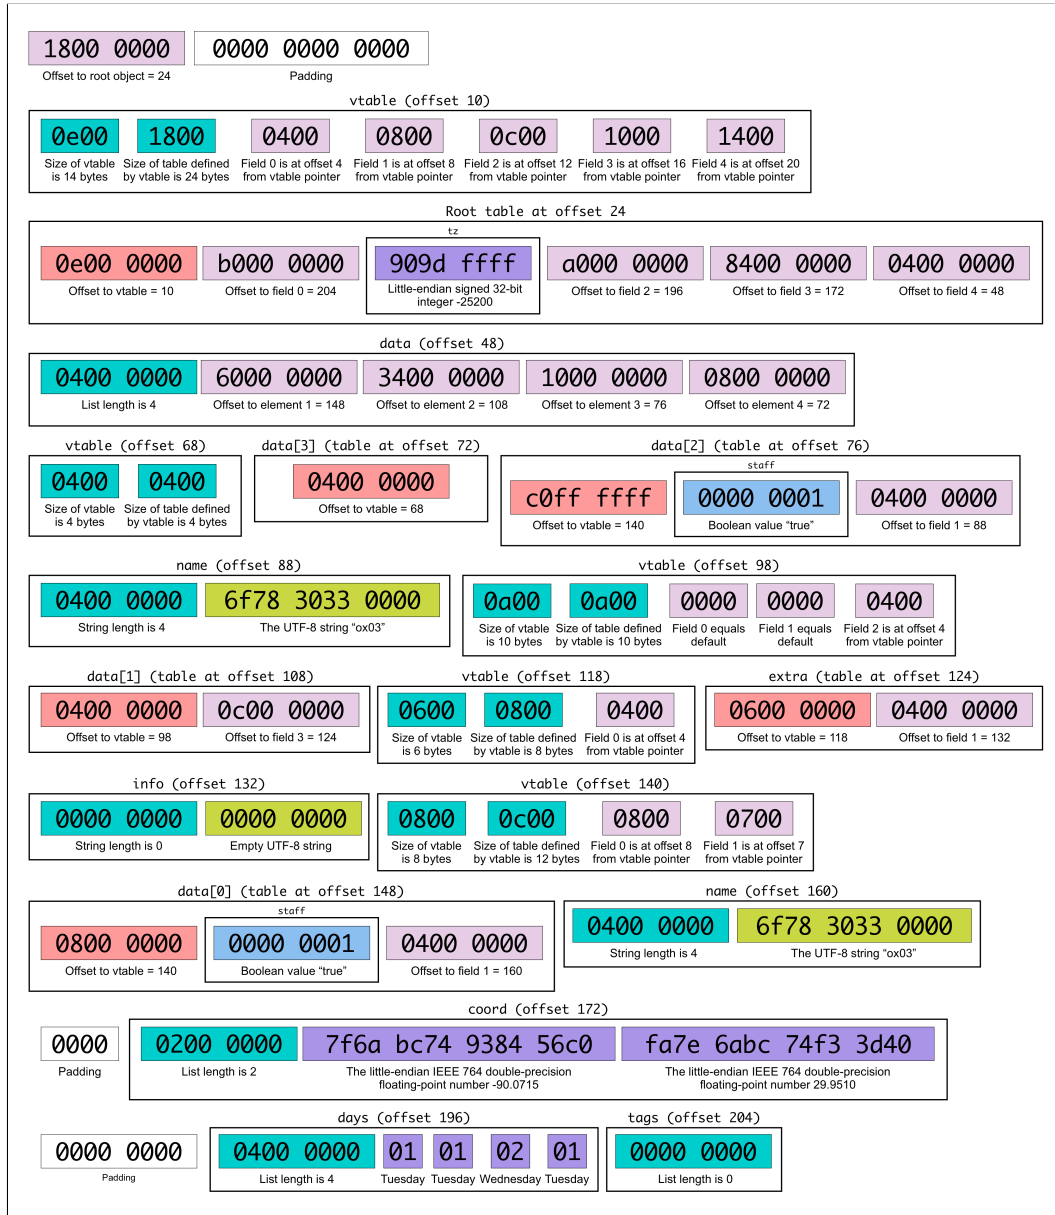 1800 0000 0000 0000 0000
Offset to root object = 24 Padding
vtable (offset 10)
0e00 1800 0400 0800 0c00 1000 1400
Size of vtable Size of table defined Field 0 is at offset 4 Field 1 is at offset 8 Field 2 is at offset 12 Field 3 is at offset 16 Field 4 is at offset 20
is 14 bytes by vtable is 24 bytes from vtable pointer from vtable pointer from vtable pointer from vtable pointer from vtable pointer
Root table at offset 24
tz
0e00 0000 b000 0000 909d ffff a000 0000 8400 0000 0400 0000
Offset to vtable = 10 Offset to field 0 = 204 Little-endian signed 32-bit Offset to field 2 = 196 Offset to field 3 = 172 Offset to field 4 = 48
integer -25200
data (offset 48)
0400 0000 6000 0000 3400 0000 1000 0000 0800 0000
List length is 4 Offset to element 1 = 148 Offset to element 2 = 108 Offset to element 3 = 76 Offset to element 4 = 72
vtable (offset 68) data[3] (table at offset 72) data[2] (table at offset 76)
staff
0400 0400 0400 0000 c0ff ffff 0000 0001 0400 0000
Size of vtable Size of table defined Offset to vtable = 68 Offset to vtable = 140 Boolean value “true” Offset to field 1 = 88
is 4 bytes by vtable is 4 bytes
name (offset 88) vtable (offset 98)
0400 0000 6f78 3033 0000 0a00 0a00 0000 0000 0400
String length is 4 The UTF-8 string “ox03” Size of vtable Size of table defined Field 0 equals Field 1 equals Field 2 is at offset 4
is 10 bytes by vtable is 10 bytes default default from vtable pointer
data[1] (table at offset 108) vtable (offset 118) extra (table at offset 124)
0400 0000 0c00 0000 0600 0800 0400 0600 0000 0400 0000
Offset to vtable = 98 Offset to field 3 = 124 Size of vtable Size of table defined Field 0 is at offset 4 Offset to vtable = 118 Offset to field 1 = 132
is 6 bytes by vtable is 8 bytes from vtable pointer
info (offset 132) vtable (offset 140)
0000 0000 0000 0000 0800 0c00 0800 0700
String length is 0 Empty UTF-8 string Size of vtable Size of table defined Field 0 is at offset 8 Field 1 is at offset 7
is 8 bytes by vtable is 12 bytes from vtable pointer from vtable pointer
data[0] (table at offset 148) name (offset 160)
staff
0800 0000 0000 0001 0400 0000 0400 0000 6f78 3033 0000
Offset to vtable = 140 Boolean value “true” Offset to field 1 = 160 String length is 4 The UTF-8 string “ox03”
coord (offset 172)
0000 0200 0000 7f6a bc74 9384 56c0 fa7e 6abc 74f3 3d40
Padding List length is 2 The little-endian IEEE 764 double-precision The little-endian IEEE 764 double-precision
floating-point number -90.0715 floating-point number 29.9510
days (offset 196) tags (offset 204)
0000 0000 0400 0000 01 01 02 01 0000 0000
Padding List length is 4 Tuesday Tuesday Wednesday Tuesday List length is 0